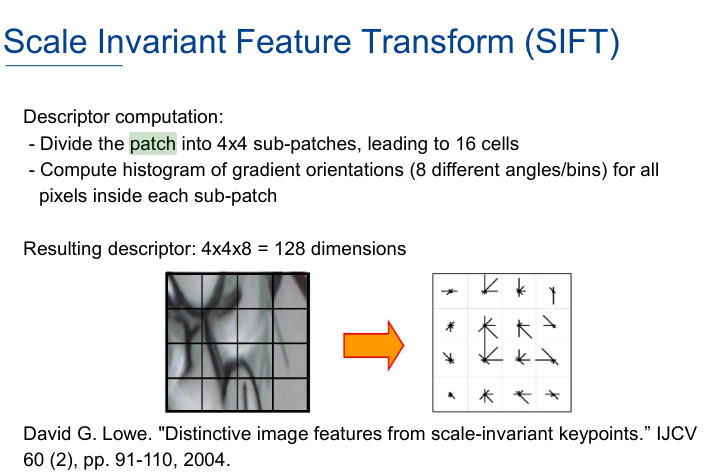 Scale Invariant Feature Transform (SIFT)
Descriptor computation:
- Divide the patch into 4x4 sub-patches, leading to 16 cells
- Compute histogram of gradient orientations (8 different angles/bins) for all
pixels inside each sub-patch
Resulting descriptor: 4x4x8 = 128 dimensions
David G. Lowe. "Distinctive image features from scale-invariant keypoints.” IJCV
60 (2), pp. 91-110, 2004.